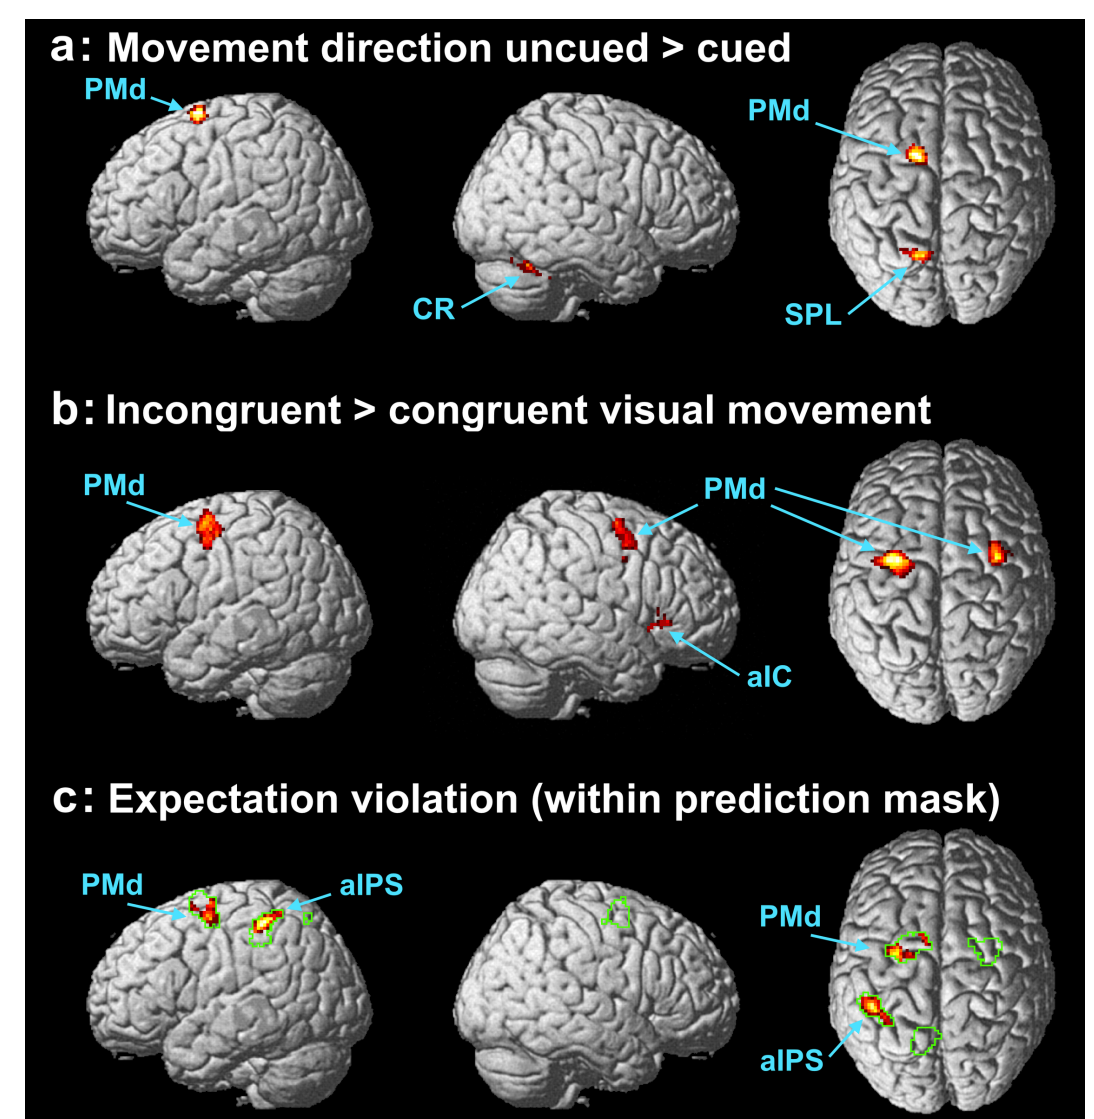 a: Movement direction uncued > cued
PMd
PMd
CR
SPL
b: Incongruent > congruent visual movement
PMd
PMd
aIC
c: Expectation violation (within prediction mask)
PMd
aIPS
PMd
aIPS